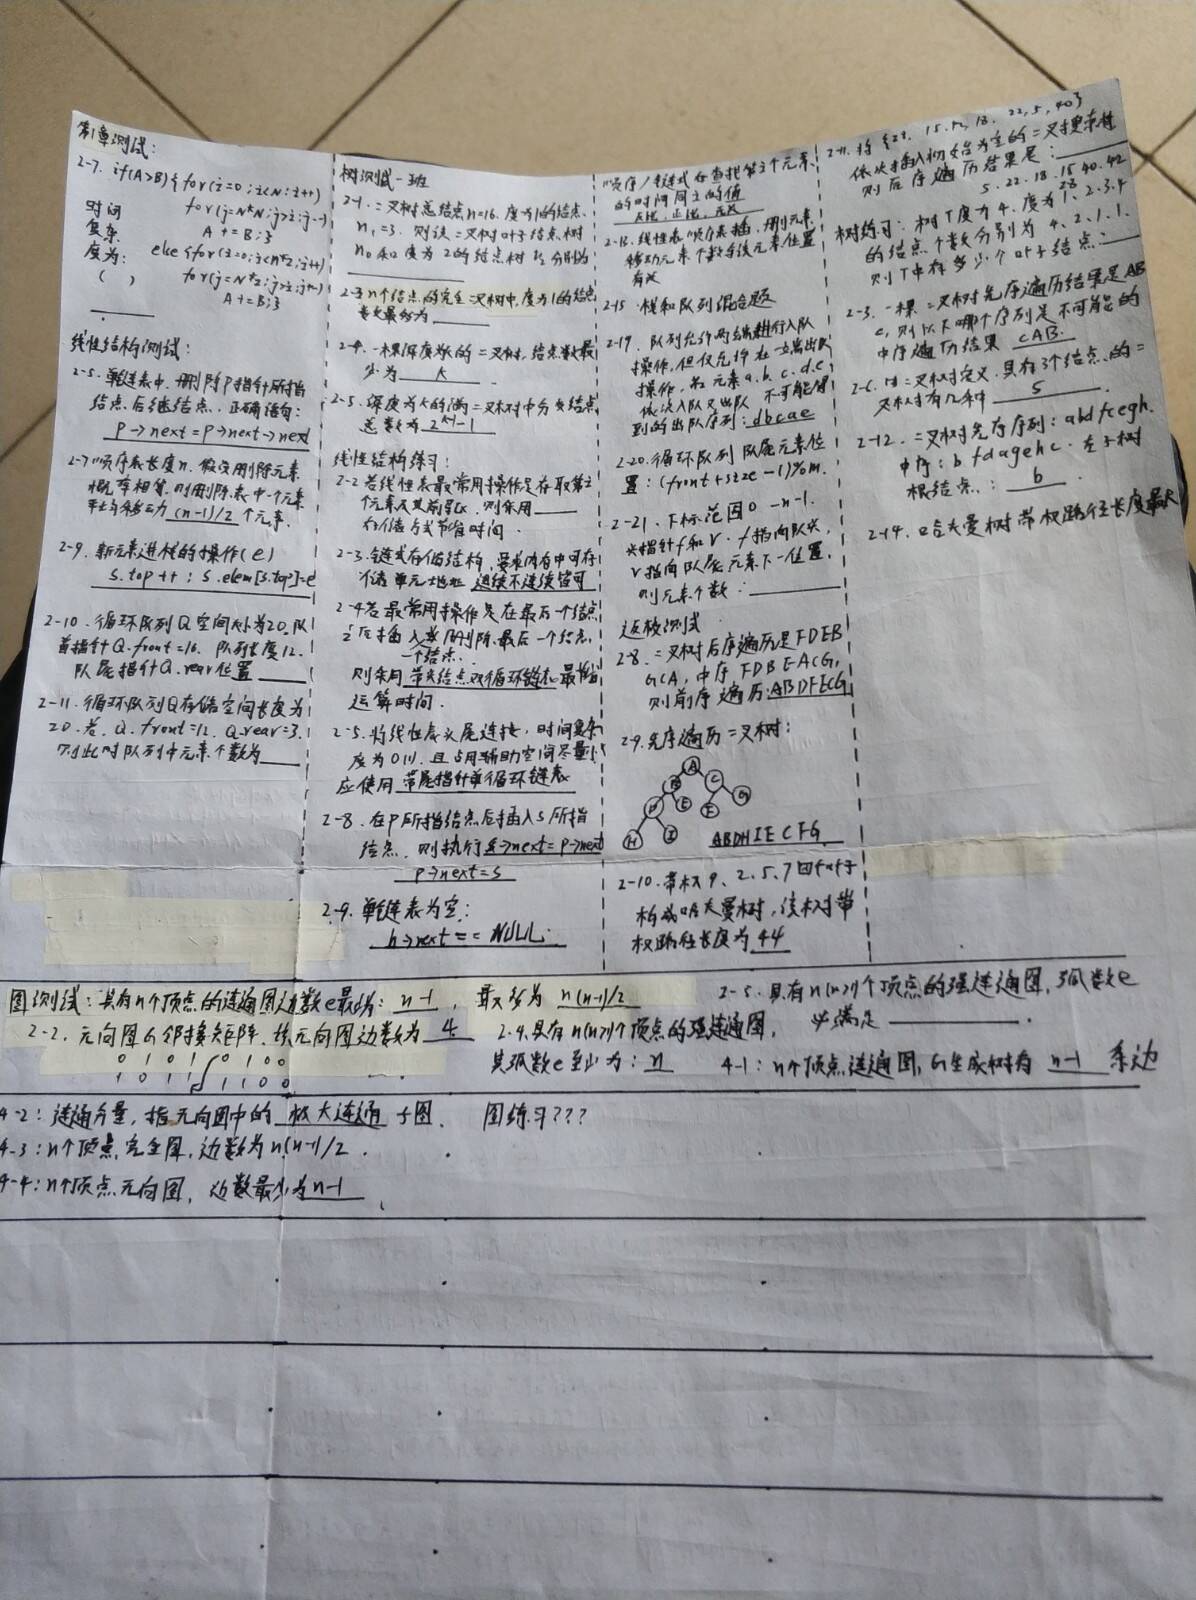 第1章测试:
2-7. if(A>B){for(i=0;i<N;i++)
for(j=N*N;j>i;j--)
A+=B;}
else{for(i=0;i<N*2;i++)
for(j=N*2;j>i;j--)
A+=B;}
时间
复杂
度为:
( )
线性结构测试:
2-5. 单链表中,删除P指针所指
结点后继结点,正确语句:
p->next=p->next->next
2-7 顺序表长度n,假设删除元素
概率相等,则删除表中一个元素
平均移动 (n-1)/2 个元素.
2-9. 新元素进栈的操作(e)
s.top++; s.elem[s.top]=e
2-10. 循环队列Q空间大小为20.队
首指针Q.front=16. 队列长度12.
队尾指针Q.rear位置
2-11. 循环队列Q存储空间长度为
20. 若. Q.front=12. Q.rear=3.
则此时队列中元素个数为
树测试一班
2-1. 二叉树总结点n=16. 度为1的结点.
n₁=3. 则该二叉树叶子结点树
n₀和度为2的结点树n₂分别为
2-3 n个结点的完全二叉树中,度为1的结点
数最多为
2-4. 一棵深度为k的二叉树,结点数最
少为 k .
2-5. 深度为k的满二叉树中分支结点
总数为 2^(k-1)-1
线性结构练习:
2-2 若线性表最常用操作是存取第i个
元素及其前驱, 则采用
存储方式节省时间.
2-3. 链式存储结构,要求内存中可存
储单元地址 连续不连续皆可
2-4 若最常用操作是在最后一个结点
之后插入一个结点或删除最后一个结点.
则采用 带头结点双循环链表 最节省
运算时间.
2-5. 将线性表头尾连接,时间复杂
度为O(1),且占用辅助空间尽量小
应使用 带尾指针单循环链表
2-8. 在P所指结点后插入S所指
结点,则执行 s->next=p->next
p->next=s
2-9. 单链表为空:
h->next==NULL.
顺序/链式存查找第i个元素.
的时间同i的值
2-13. 线性表顺序表插、删元素
移动元素个数与该元素位置
有关
2-15. 栈和队列混合题
2-19. 队列允许两端进行入队
操作,但仅允许在一端出队
操作,若元素a.b.c.d.e
依次入队又出队 不可能得
到的出队序列: dbcae
2-20. 循环队列 队尾元素位
置: (front+size-1)%m.
2-21. 下标范围0-n-1.
头指针f和r. f指向队头,
r指向队尾元素下一位置.
则元素个数:
2-8. 二叉树后序遍历是FDEB
GCA, 中序FDBEACG,
则前序遍历: ABDFECG
2-9. 先序遍历二叉树:
A
B C
D E F G
H I
ABDHIECFG.
2-10. 带权9、2、5、7四个叶子
构成哈夫曼树,该树带
权路径长度为 44
2-11. 将{28. 15. 42. 18. 22, 5, 40}
依次插入初始为空的二叉搜索树
则后序遍历结果是:
5. 22. 18. 15 40. 42
28
树练习: 树T度为4. 度为1. 2. 3. 4
的结点个数分别为4. 2. 1. 1.
则T中有多少个叶子结点:
2-3. 一棵二叉树先序遍历结果是AB
C, 则以下哪个序列是不可能的
中序遍历结果 CAB.
2-6. 由二叉树定义,具有3个结点的二
叉树有几种 5
2-12. 二叉树先序序列: abdfcegh.
中序: bfdagehc. 左子树
根结点: b .
2-14. 哈夫曼树带权路径长度最
图测试: 具有n个顶点的连通图边数e最少为: n-1 , 最多为 n(n-1)/2
2-2. 无向图G邻接矩阵. 该无向图边数为 4
0 1 0 1 0 1 0 0
1 0 1 1 1 1 0 0
2-4. 具有n(n>1)个顶点的强连通图,
其弧数e至少为: n
2-5. 具有n(n>1)个顶点的强连通图,弧数e
必满足 .
4-1: n个顶点连通图,G生成树有 n-1 条边
4-2: 连通分量,指无向图中的 极大连通 子图. 图练习???
4-3: n个顶点完全图,边数为n(n-1)/2.
4-4: n个顶点无向图, 边数最少为 n-1